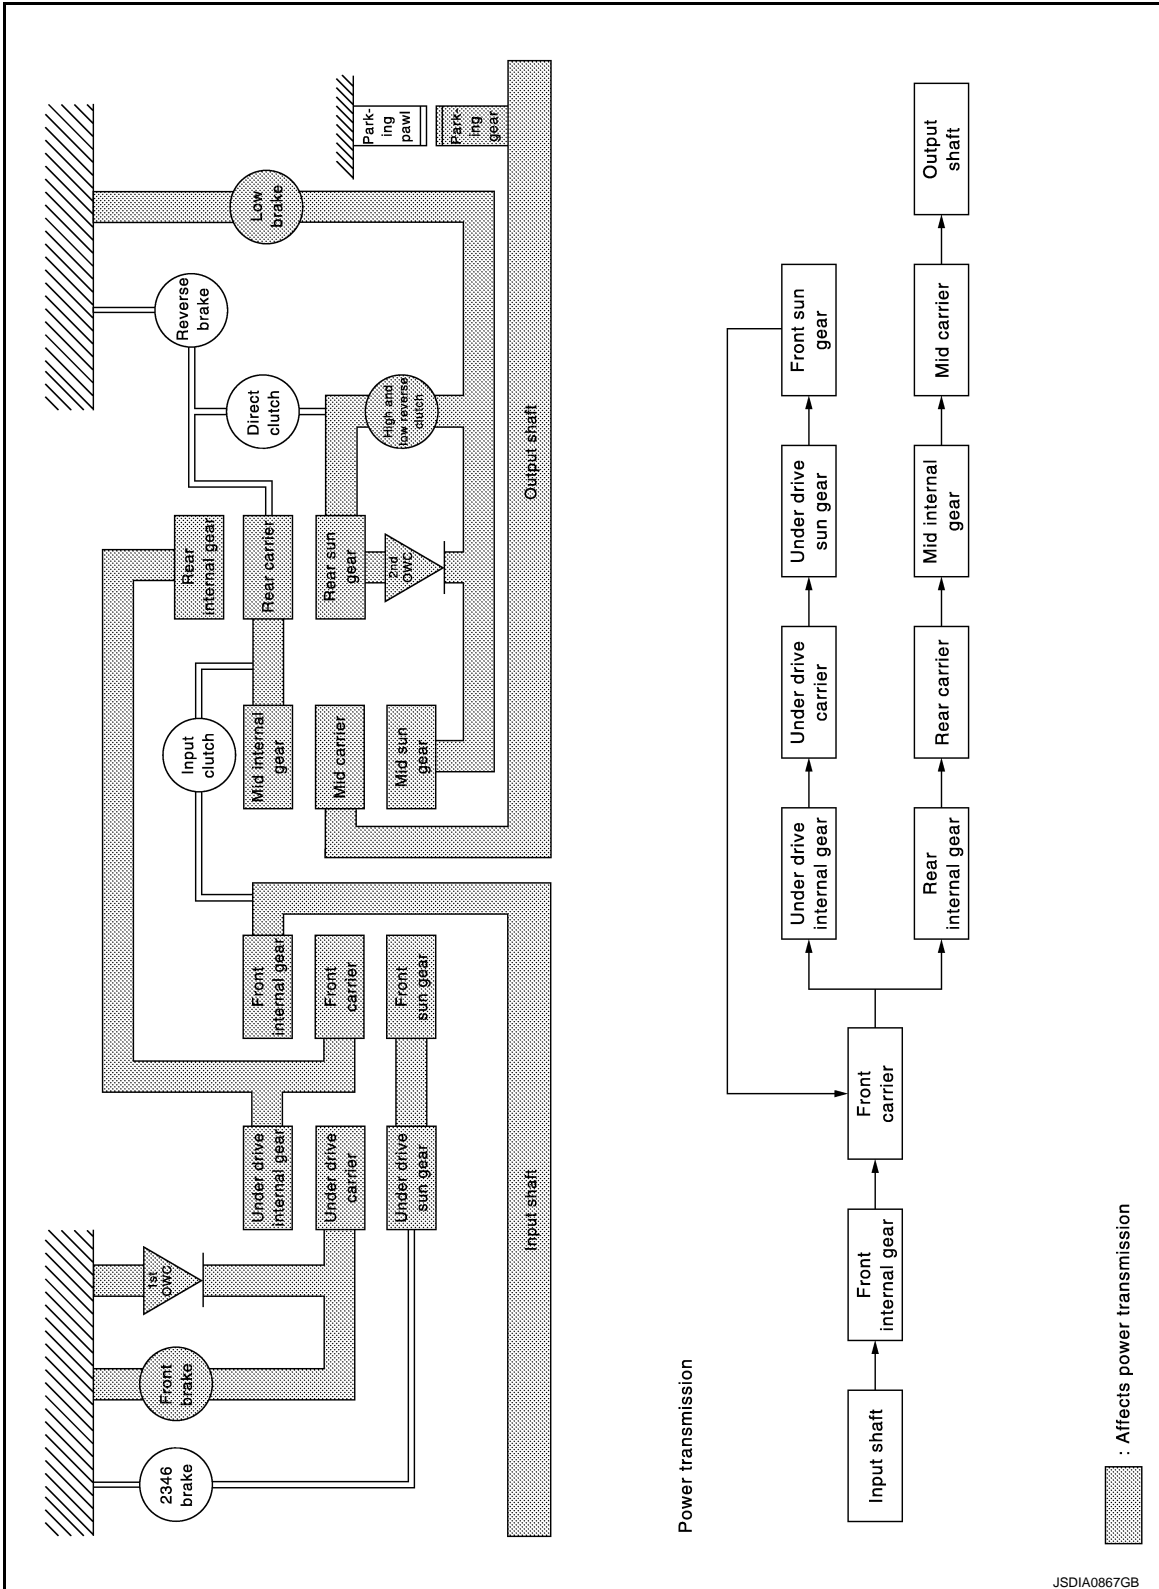 2346
brake
Front
brake
1st
OWC
Under drive
internal gear
Under drive
carrier
Under drive
sun gear
Front
internal gear
Front
carrier
Front
sun gear
Input
clutch
Mid internal
gear
Mid carrier
Mid sun
gear
Rear
internal gear
Rear carrier
Rear sun
gear
2nd
OWC
Direct
clutch
High and
low reverse
clutch
Reverse
brake
Low
brake
Park-
ing
pawl
Park-
ing
gear
Input shaft
Output shaft
Power transmission
Input shaft
Front
internal gear
Front
carrier
Under drive
internal gear
Under drive
carrier
Under drive
sun gear
Front sun
gear
Rear
internal gear
Rear carrier
Mid internal
gear
Mid carrier
Output
shaft
: Affects power transmission
JSDIA0867GB